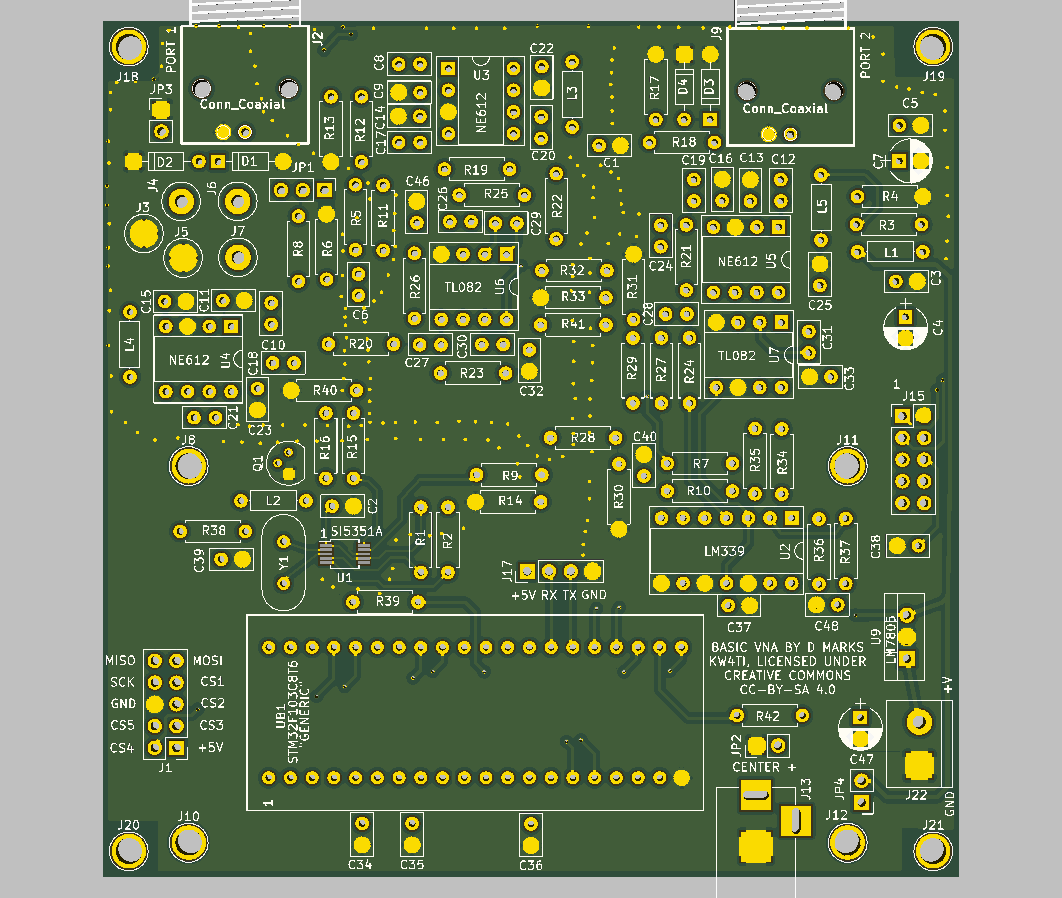 PORT 1
J2
J9
PORT 2
J18
J19
JP3
Conn_Coaxial
Conn_Coaxial
C8
C9
C14
C17
U3
NE612
C22
C20
L3
R17
D4
D3
R18
C1
R13
R12
C5
C7
D2
D1
JP1
R19
C19
C16
C13
C12
J4
J6
J3
J5
J7
R8
R6
R5
R11
C46
C26
R25
C29
R22
R4
R3
L1
L5
C24
R21
NE612
U5
C25
C3
C4
C6
R26
TL082
U6
R32
R33
R41
R31
C28
C15
C11
C10
L4
NE612
U4
C18
C21
C23
R20
C27
C30
R23
C32
R29
R27
R24
TL082
U7
C31
C33
R40
1
J15
J8
Q1
R16
R15
R28
C40
R9
R14
R30
R7
R10
R35
R34
J11
L2
C2
R38
C39
Y1
1
SI5351A
U1
R1
R2
LM339
U2
R36
R37
C38
J17
+5V RX TX GND
R39
C37
C48
U9
LM7805
BASIC VNA BY D MARKS
KW4TI, LICENSED UNDER
CREATIVE COMMONS
CC-BY-SA 4.0
MISO
MOSI
SCK
CS1
GND
CS2
CS5
CS3
CS4
+5V
J1
UB1
STM32F103C8T6
"GENERIC"
1
R42
JP2
CENTER +
C47
+V
J22
GND
JP4
J13
J12
J20
J10
C34
C35
C36
J21